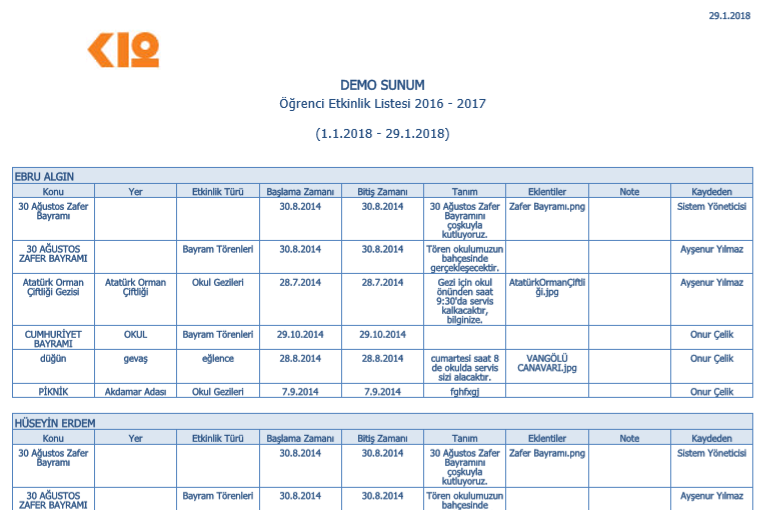 29.1.2018
K12
DEMO SUNUM
Öğrenci Etkinlik Listesi 2016 - 2017
(1.1.2018 - 29.1.2018)
EBRU ALGIN
Konu Yer Etkinlik Türü Başlama Zamanı Bitiş Zamanı Tanım Eklentiler Note Kaydeden
30 Ağustos Zafer 30.8.2014 30.8.2014 30 Ağustos Zafer Zafer Bayramı.png Sistem Yöneticisi
Bayramı Bayramını
çoşkuyla
kutluyoruz.
30 AĞUSTOS Bayram Törenleri 30.8.2014 30.8.2014 Tören okulumuzun Ayşenur Yılmaz
ZAFER BAYRAMI bahçesinde
gerçekleşecektir.
Atatürk Orman Atatürk Orman Okul Gezileri 28.7.2014 28.7.2014 Gezi için okul AtatürkOrmanÇiftli Ayşenur Yılmaz
Çiftliği Gezisi Çiftliği önünden saat ği.jpg
9:30'da servis
kalkacaktır,
bilginize.
CUMHURİYET OKUL Bayram Törenleri 29.10.2014 29.10.2014 Onur Çelik
BAYRAMI
düğün gevaş eğlence 28.8.2014 28.8.2014 cumartesi saat 8 VANGÖLÜ Onur Çelik
de okulda servis CANAVARI.jpg
sizi alacaktır.
PİKNİK Akdamar Adası Okul Gezileri 7.9.2014 7.9.2014 fghfxgj Onur Çelik
HÜSEYİN ERDEM
Konu Yer Etkinlik Türü Başlama Zamanı Bitiş Zamanı Tanım Eklentiler Note Kaydeden
30 Ağustos Zafer 30.8.2014 30.8.2014 30 Ağustos Zafer Zafer Bayramı.png Sistem Yöneticisi
Bayramı Bayramını
çoşkuyla
kutluyoruz.
30 AĞUSTOS Bayram Törenleri 30.8.2014 30.8.2014 Tören okulumuzun Ayşenur Yılmaz
ZAFER BAYRAMI bahçesinde